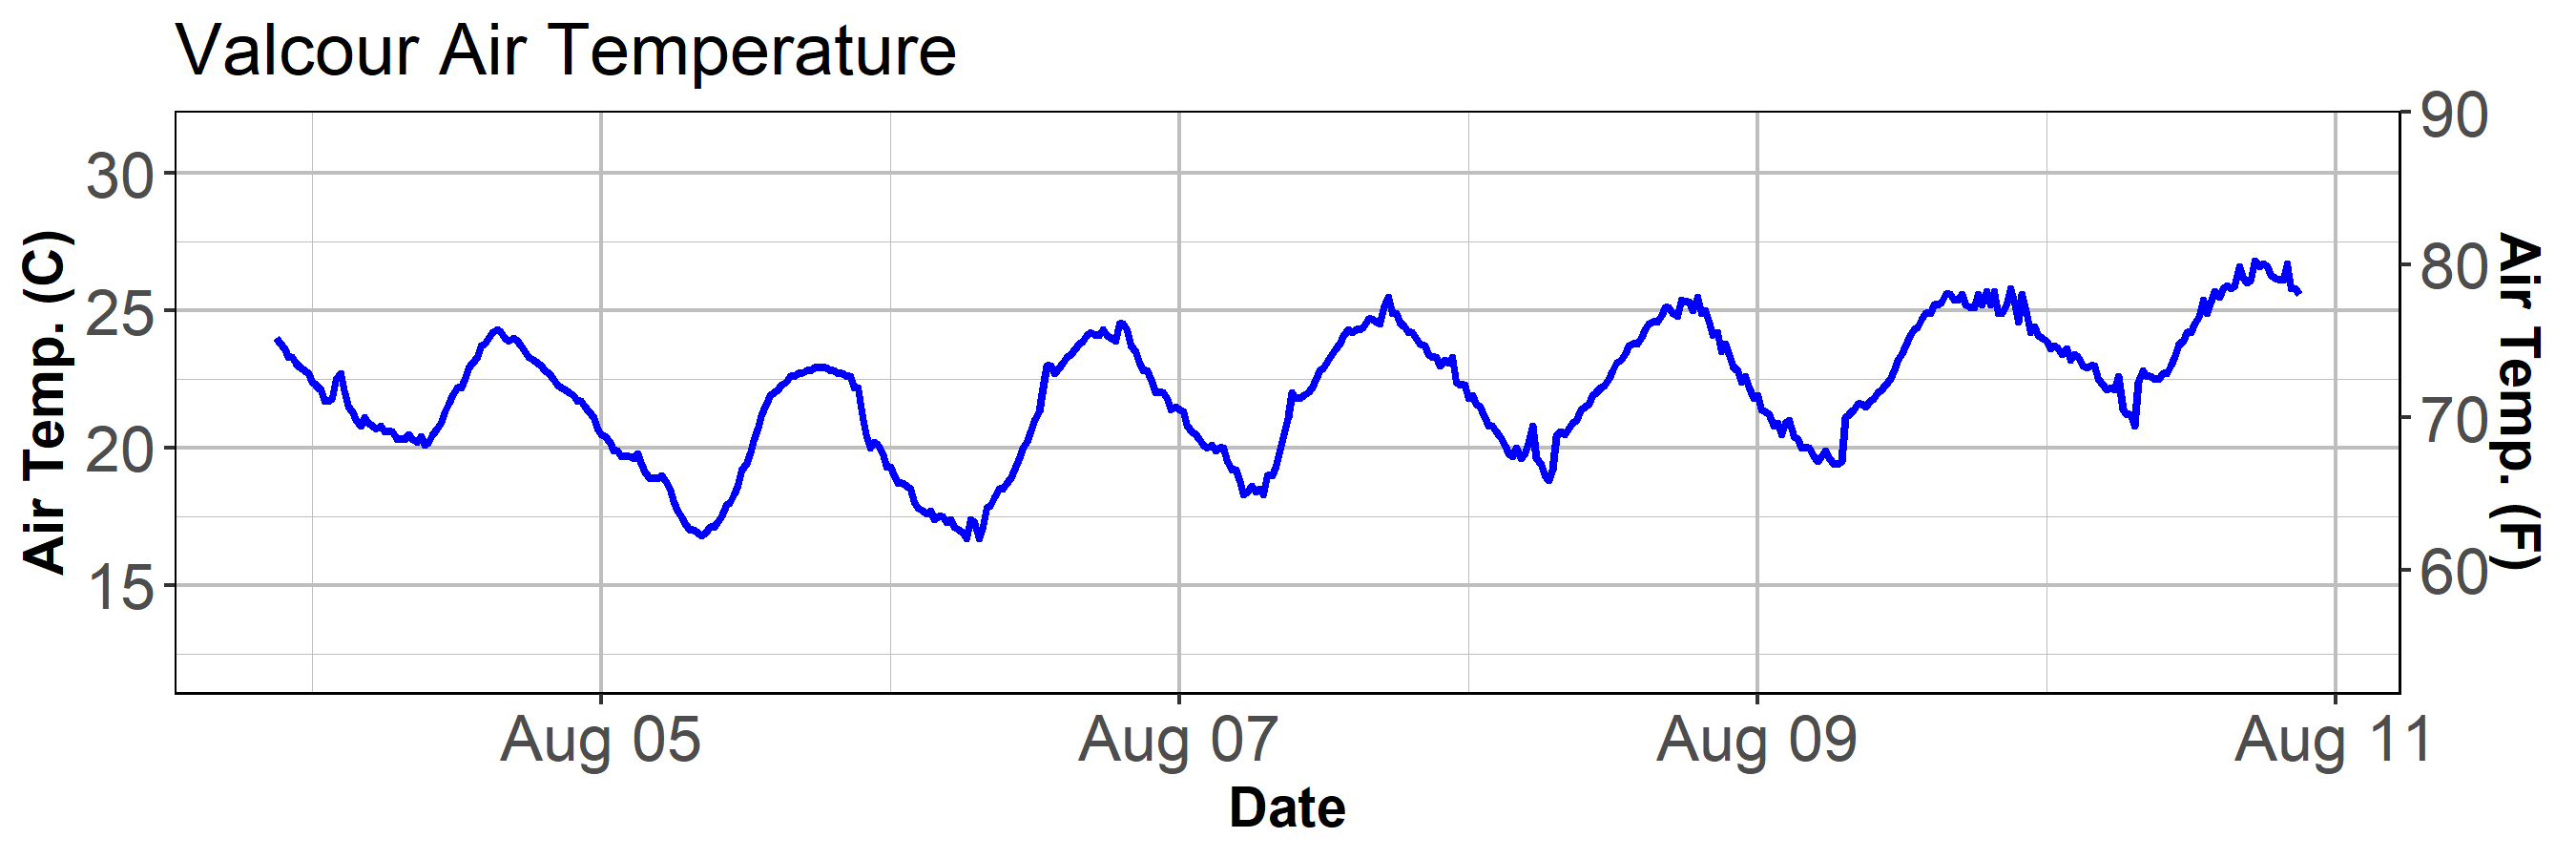 Valcour Air Temperature
Air Temp. (C)
30
25
20
15
90
80
70
60
Air Temp. (F)
Aug 05
Aug 07
Aug 09
Aug 11
Date